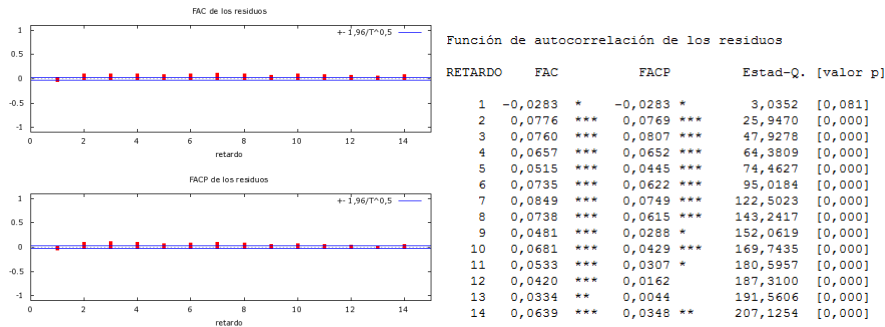 FAC de los residuos
+- 1,96/T^0,5
1
0.5
0
-0.5
-1
0 2 4 6 8 10 12 14
retardo
FACP de los residuos
+- 1,96/T^0,5
1
0.5
0
-0.5
-1
0 2 4 6 8 10 12 14
retardo
Función de autocorrelación de los residuos
RETARDO FAC FACP Estad-Q. [valor p]
1 -0,0283 * -0,0283 * 3,0352 [0,081]
2 0,0776 *** 0,0769 *** 25,9470 [0,000]
3 0,0760 *** 0,0807 *** 47,9278 [0,000]
4 0,0657 *** 0,0652 *** 64,3809 [0,000]
5 0,0515 *** 0,0445 *** 74,4627 [0,000]
6 0,0735 *** 0,0622 *** 95,0184 [0,000]
7 0,0849 *** 0,0749 *** 122,5023 [0,000]
8 0,0738 *** 0,0615 *** 143,2417 [0,000]
9 0,0481 *** 0,0288 * 152,0619 [0,000]
10 0,0681 *** 0,0429 *** 169,7435 [0,000]
11 0,0533 *** 0,0307 * 180,5957 [0,000]
12 0,0420 *** 0,0162 187,3100 [0,000]
13 0,0334 ** 0,0044 191,5606 [0,000]
14 0,0639 *** 0,0348 ** 207,1254 [0,000]